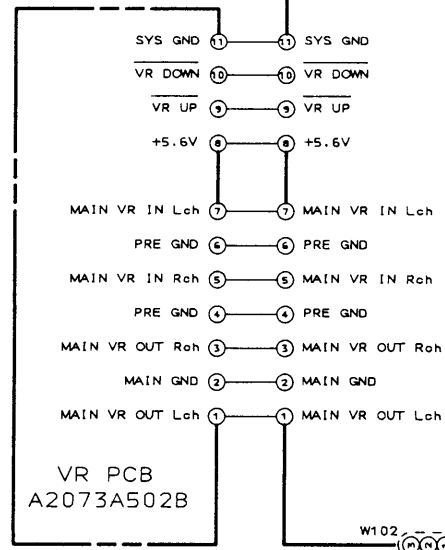 SYS GND 11 11 SYS GND
VR DOWN 10 10 VR DOWN
VR UP 9 9 VR UP
+5.6V 8 8 +5.6V
MAIN VR IN Lch 7 7 MAIN VR IN Lch
PRE GND 6 6 PRE GND
MAIN VR IN Rch 5 5 MAIN VR IN Rch
PRE GND 4 4 PRE GND
MAIN VR OUT Rch 3 3 MAIN VR OUT Rch
MAIN GND 2 2 MAIN GND
MAIN VR OUT Lch 1 1 MAIN VR OUT Lch
VR PCB
A2073A502B
W102
M N